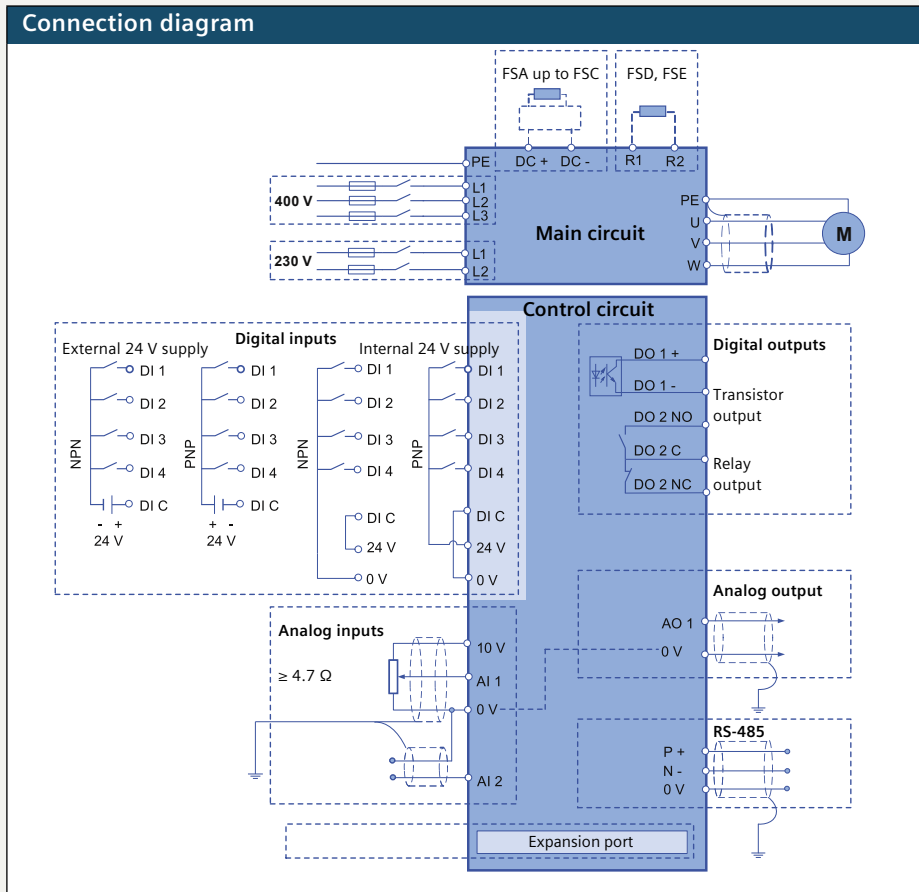 Connection diagram
FSA up to FSC
FSD, FSE
PE
DC +
DC -
R1
R2
400 V
L1
L2
L3
230 V
L1
L2
Main circuit
PE
U
V
W
M
Control circuit
Digital inputs
External 24 V supply
Internal 24 V supply
NPN
DI 1
DI 2
DI 3
DI 4
DI C
- +
24 V
PNP
DI 1
DI 2
DI 3
DI 4
DI C
+ -
24 V
NPN
DI 1
DI 2
DI 3
DI 4
DI C
24 V
0 V
PNP
DI 1
DI 2
DI 3
DI 4
DI C
24 V
0 V
Digital outputs
DO 1 +
DO 1 -
Transistor
output
DO 2 NO
DO 2 C
DO 2 NC
Relay
output
Analog inputs
≥ 4.7 Ω
10 V
AI 1
0 V
AI 2
Analog output
AO 1
0 V
RS-485
P +
N -
0 V
Expansion port